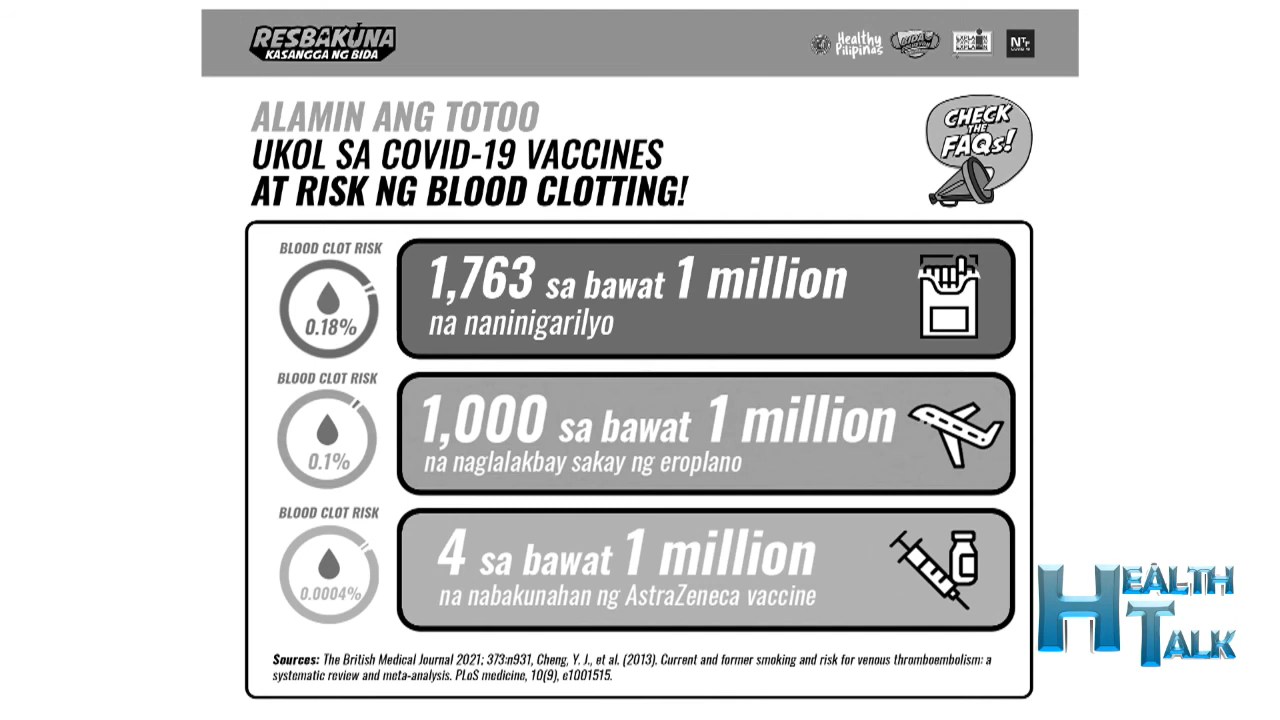 RESBAKUNA
KASANGGA NG BIDA
Healthy
Pilipinas
BIDA
ALAMIN ANG TOTOO
UKOL SA COVID-19 VACCINES
AT RISK NG BLOOD CLOTTING!
CHECK
THE
FAQs!
BLOOD CLOT RISK
0.18%
1,763 sa bawat 1 million
na naninigarilyo
BLOOD CLOT RISK
0.1%
1,000 sa bawat 1 million
na naglalakbay sakay ng eroplano
BLOOD CLOT RISK
0.0004%
4 sa bawat 1 million
na nabakunahan ng AstraZeneca vaccine
Sources: The British Medical Journal 2021; 373:n931, Cheng, Y. J., et al. (2013). Current and former smoking and risk for venous thromboembolism: a
systematic review and meta-analysis. PLoS medicine, 10(9), e1001515.
HEALTH
TALK